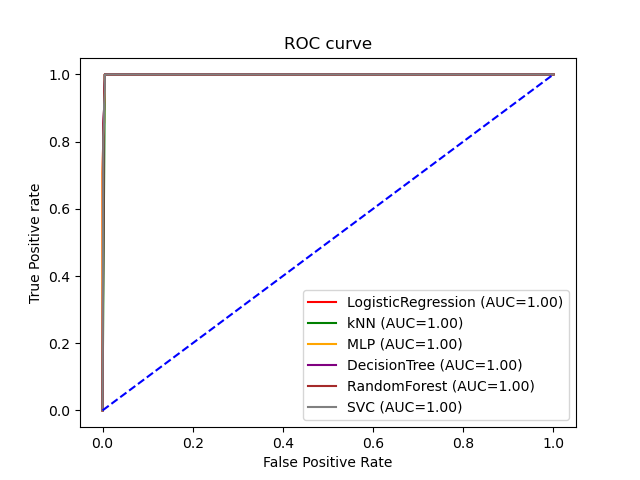 ROC curve
True Positive rate
1.0
0.8
0.6
0.4
0.2
0.0
LogisticRegression (AUC=1.00)
kNN (AUC=1.00)
MLP (AUC=1.00)
DecisionTree (AUC=1.00)
RandomForest (AUC=1.00)
SVC (AUC=1.00)
0.0 0.2 0.4 0.6 0.8 1.0
False Positive Rate